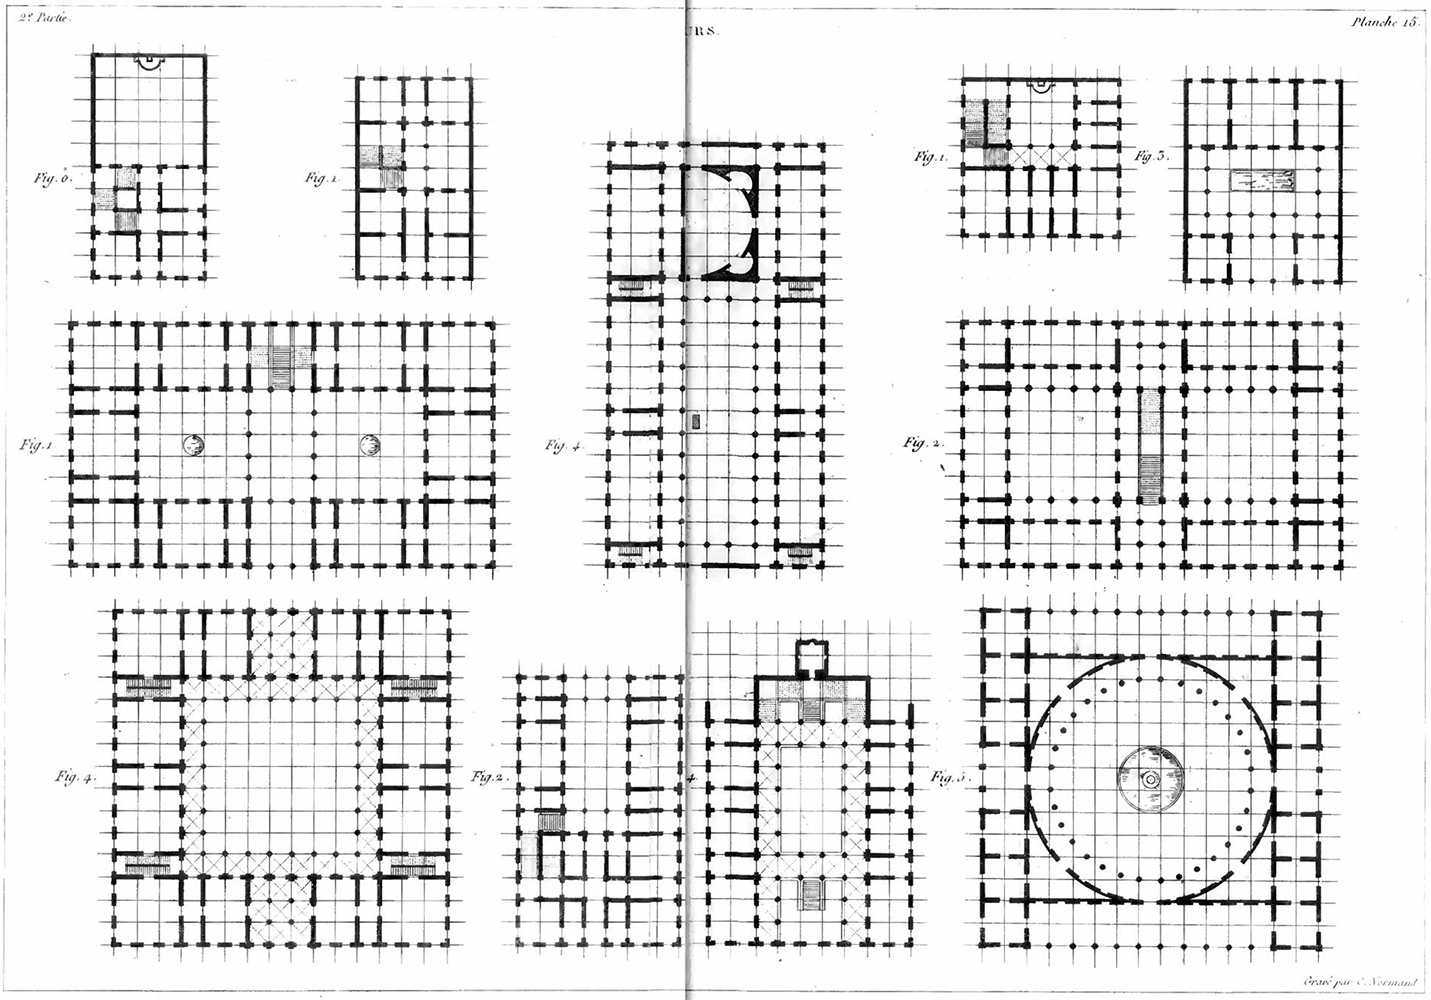 2.e Partie.
URS.
Planche 15.
Fig. 0.
Fig. 1.
Fig. 1.
Fig. 3.
Fig. 1
Fig. 4.
Fig. 2.
Fig. 4.
Fig. 2.
4.
Fig. 5.
Gravé par C. Normand